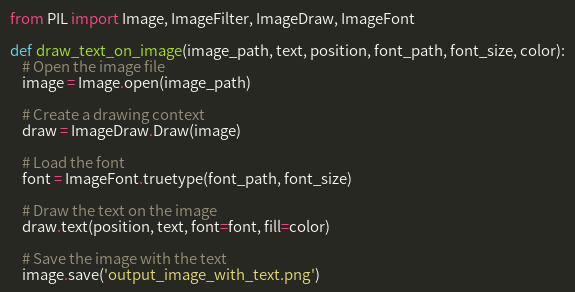 from PIL import Image, ImageFilter, ImageDraw, ImageFont

def draw_text_on_image(image_path, text, position, font_path, font_size, color):
    # Open the image file
    image = Image.open(image_path)

    # Create a drawing context
    draw = ImageDraw.Draw(image)

    # Load the font
    font = ImageFont.truetype(font_path, font_size)

    # Draw the text on the image
    draw.text(position, text, font=font, fill=color)

    # Save the image with the text
    image.save('output_image_with_text.png')